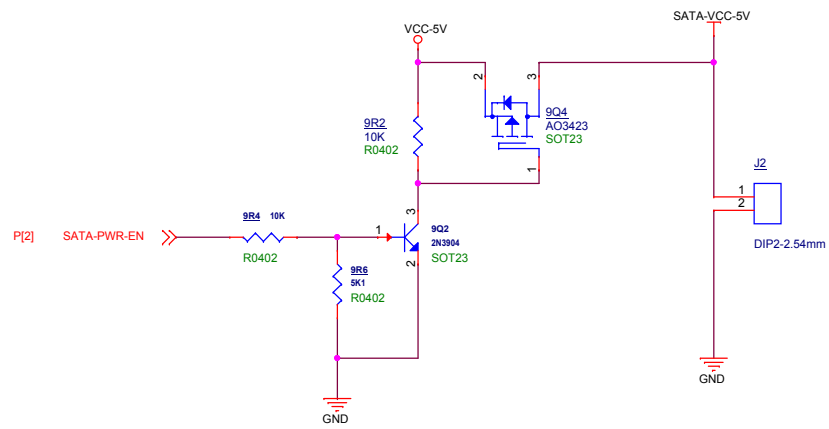 SATA-VCC-5V
VCC-5V
2
3
9Q4
AO3423
SOT23
9R2
10K
R0402
1
J2
1
2
DIP2-2.54mm
P[2] SATA-PWR-EN
9R4 10K
R0402
1
3
9Q2
2N3904
SOT23
2
9R6
5K1
R0402
GND
GND